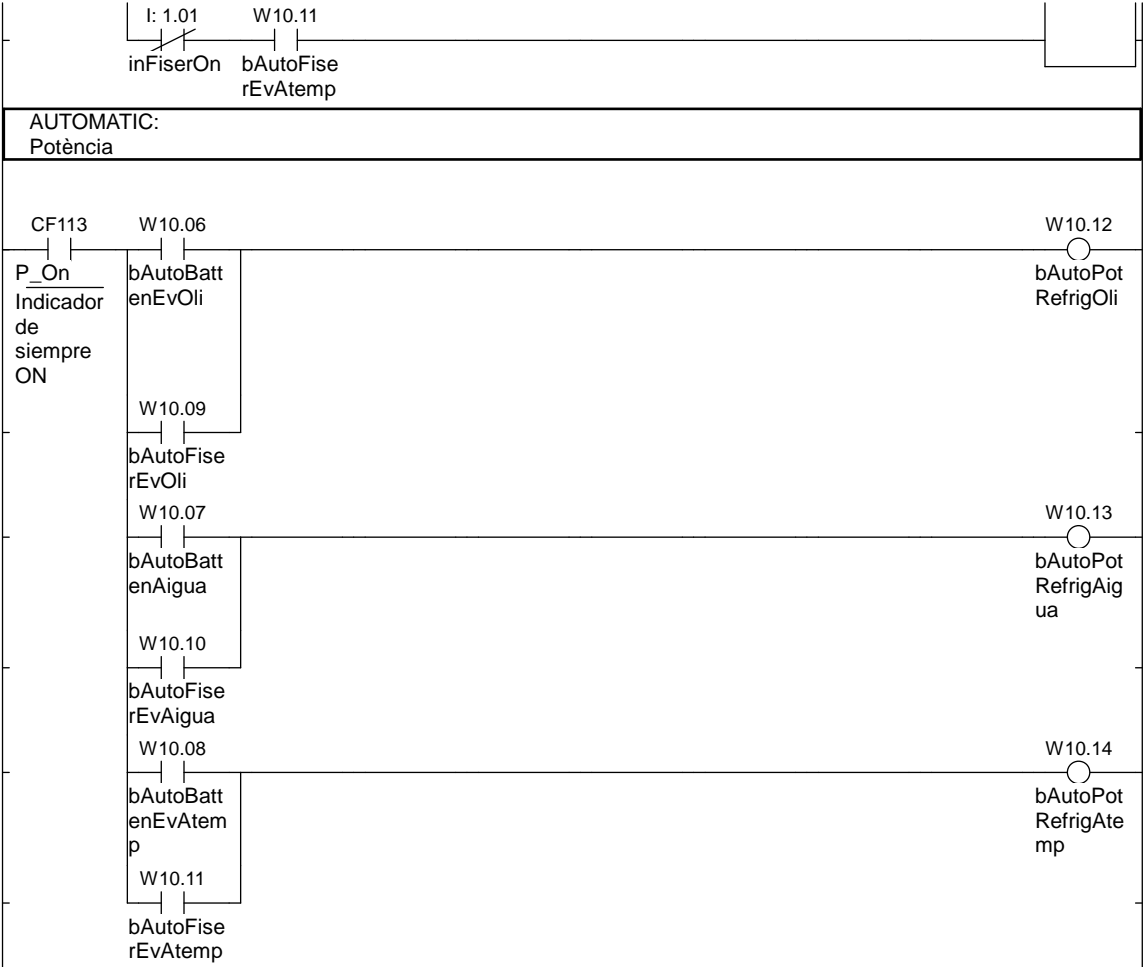 I: 1.01 W10.11
inFiserOn bAutoFise
rEvAtemp
AUTOMATIC:
Potència
CF113 W10.06 W10.12
P_On bAutoBatt bAutoPot
Indicador enEvOli RefrigOli
de
siempre
ON
W10.09
bAutoFise
rEvOli
W10.07 W10.13
bAutoBatt bAutoPot
enAigua RefrigAig
ua
W10.10
bAutoFise
rEvAigua
W10.08 W10.14
bAutoBatt bAutoPot
enEvAtem RefrigAte
p mp
W10.11
bAutoFise
rEvAtemp